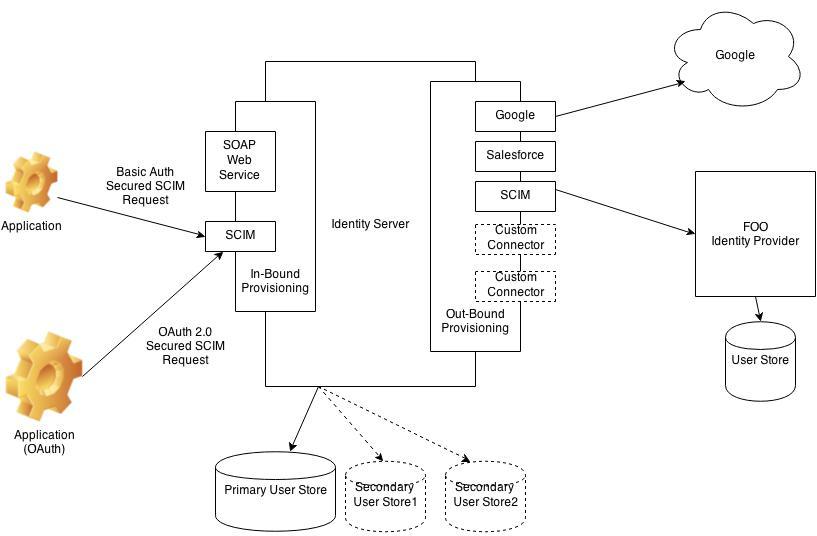 Google
Google
SOAP
Web
Service
Salesforce
Basic Auth
Secured SCIM
Request
SCIM
Application
SCIM
Identity Server
FOO
Identity Provider
Custom
Connector
In-Bound
Provisioning
Custom
Connector
Out-Bound
Provisioning
OAuth 2.0
Secured SCIM
Request
User Store
Application
(OAuth)
Primary User Store
Secondary
User Store1
Secondary
User Store2